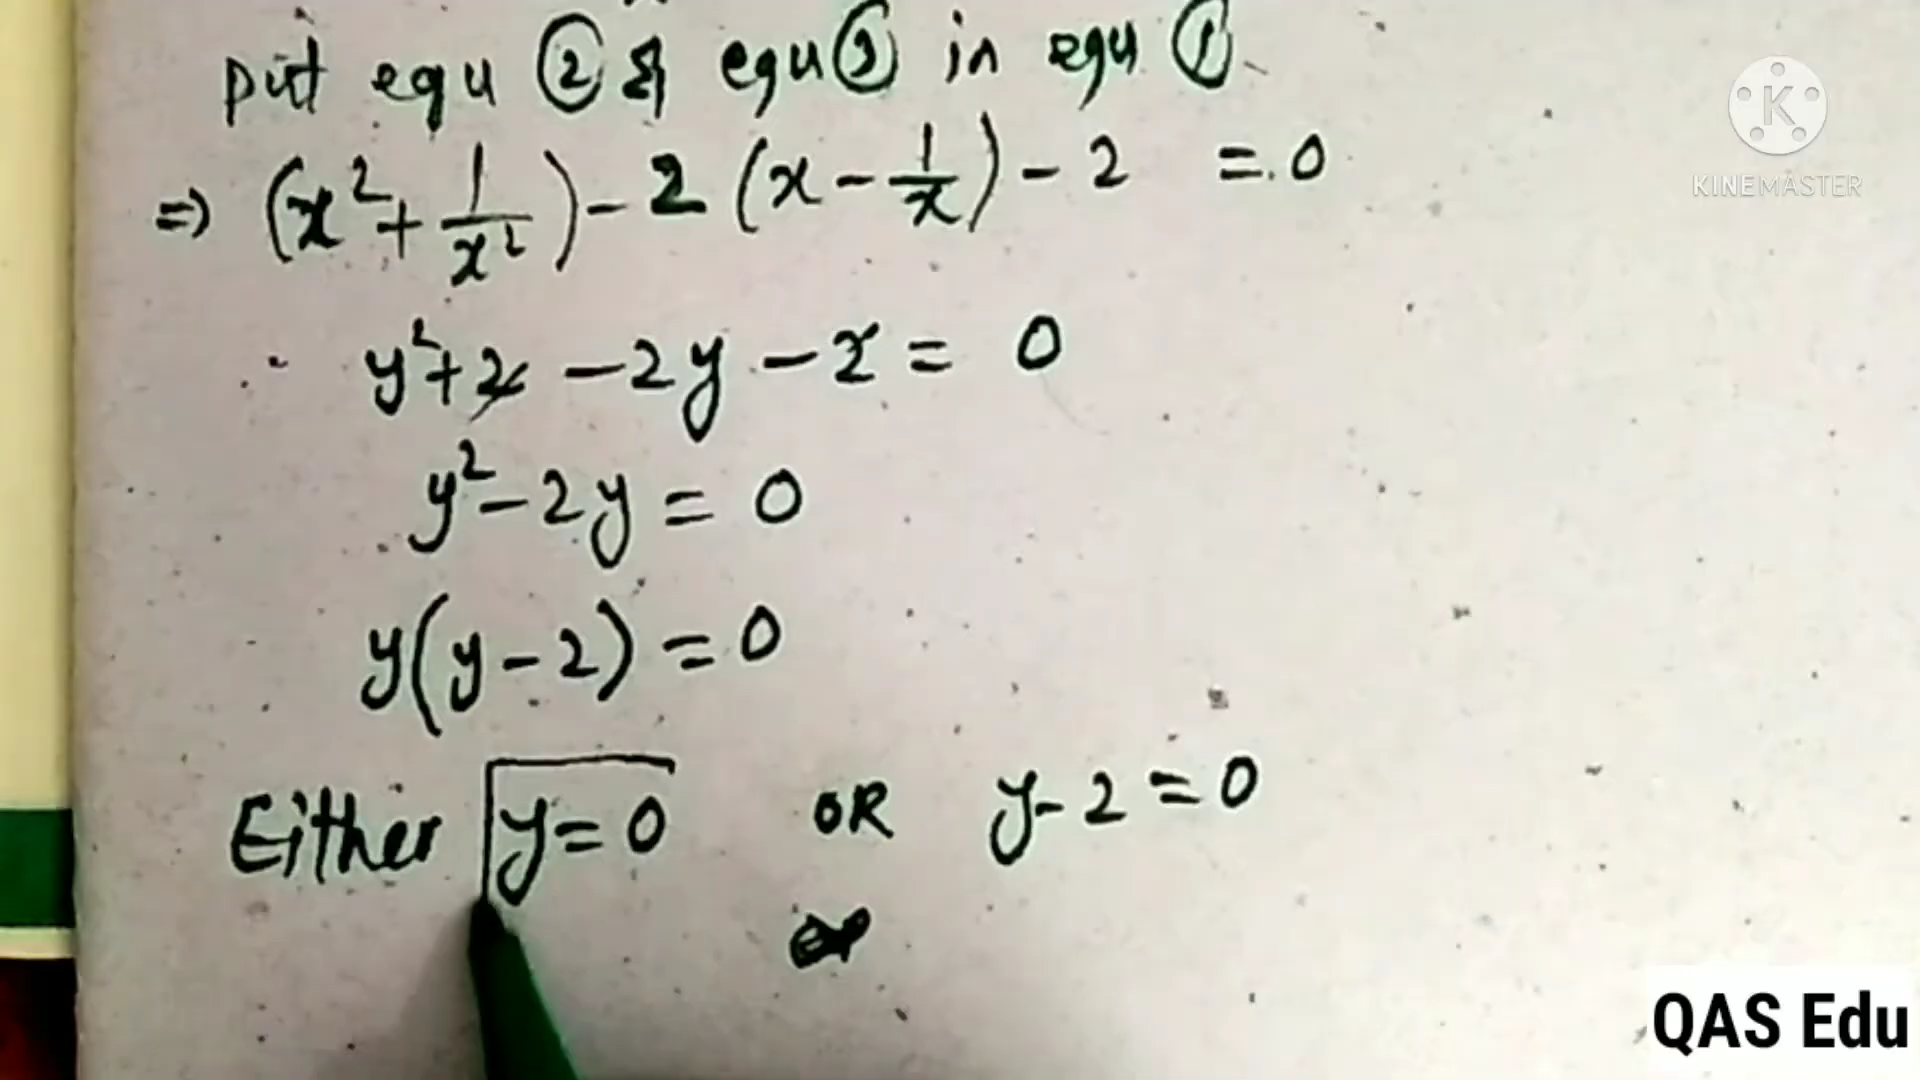 put equ ② & equ ③ in equ ①
⇒ (x² + 1/x²) - 2 (x - 1/x) - 2 = 0
y² + 2 - 2y - 2 = 0
y² - 2y = 0
y(y - 2) = 0
Either y = 0 OR y - 2 = 0
KINEMASTER
QAS Edu